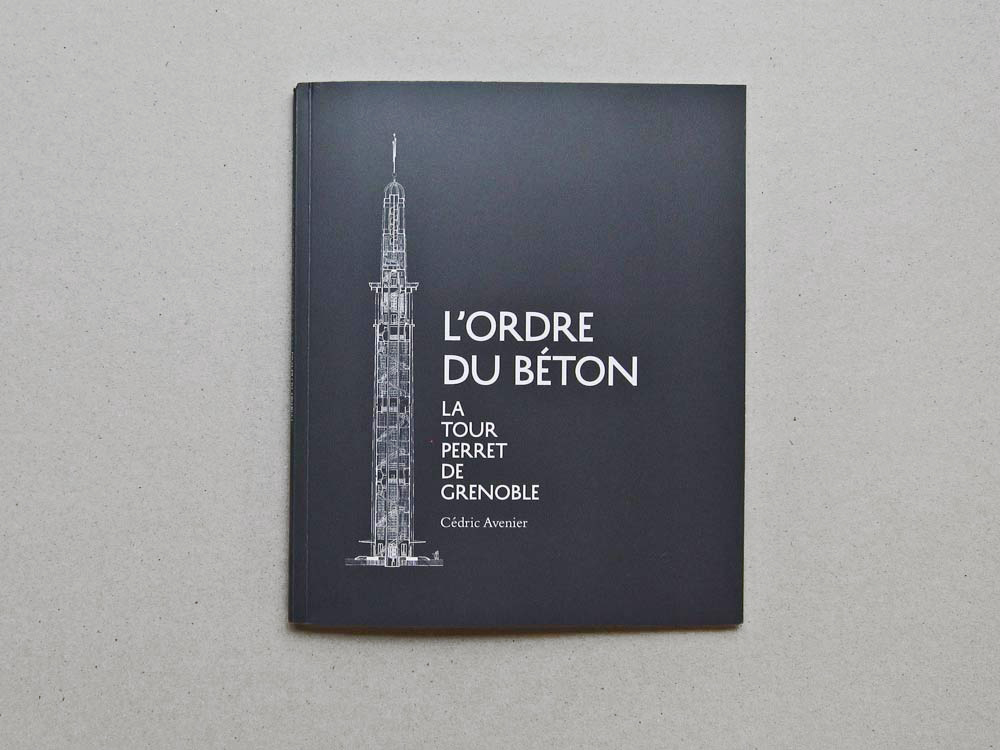 L'ORDRE
DU BÉTON
LA
TOUR
PERRET
DE
GRENOBLE
Cédric Avenier